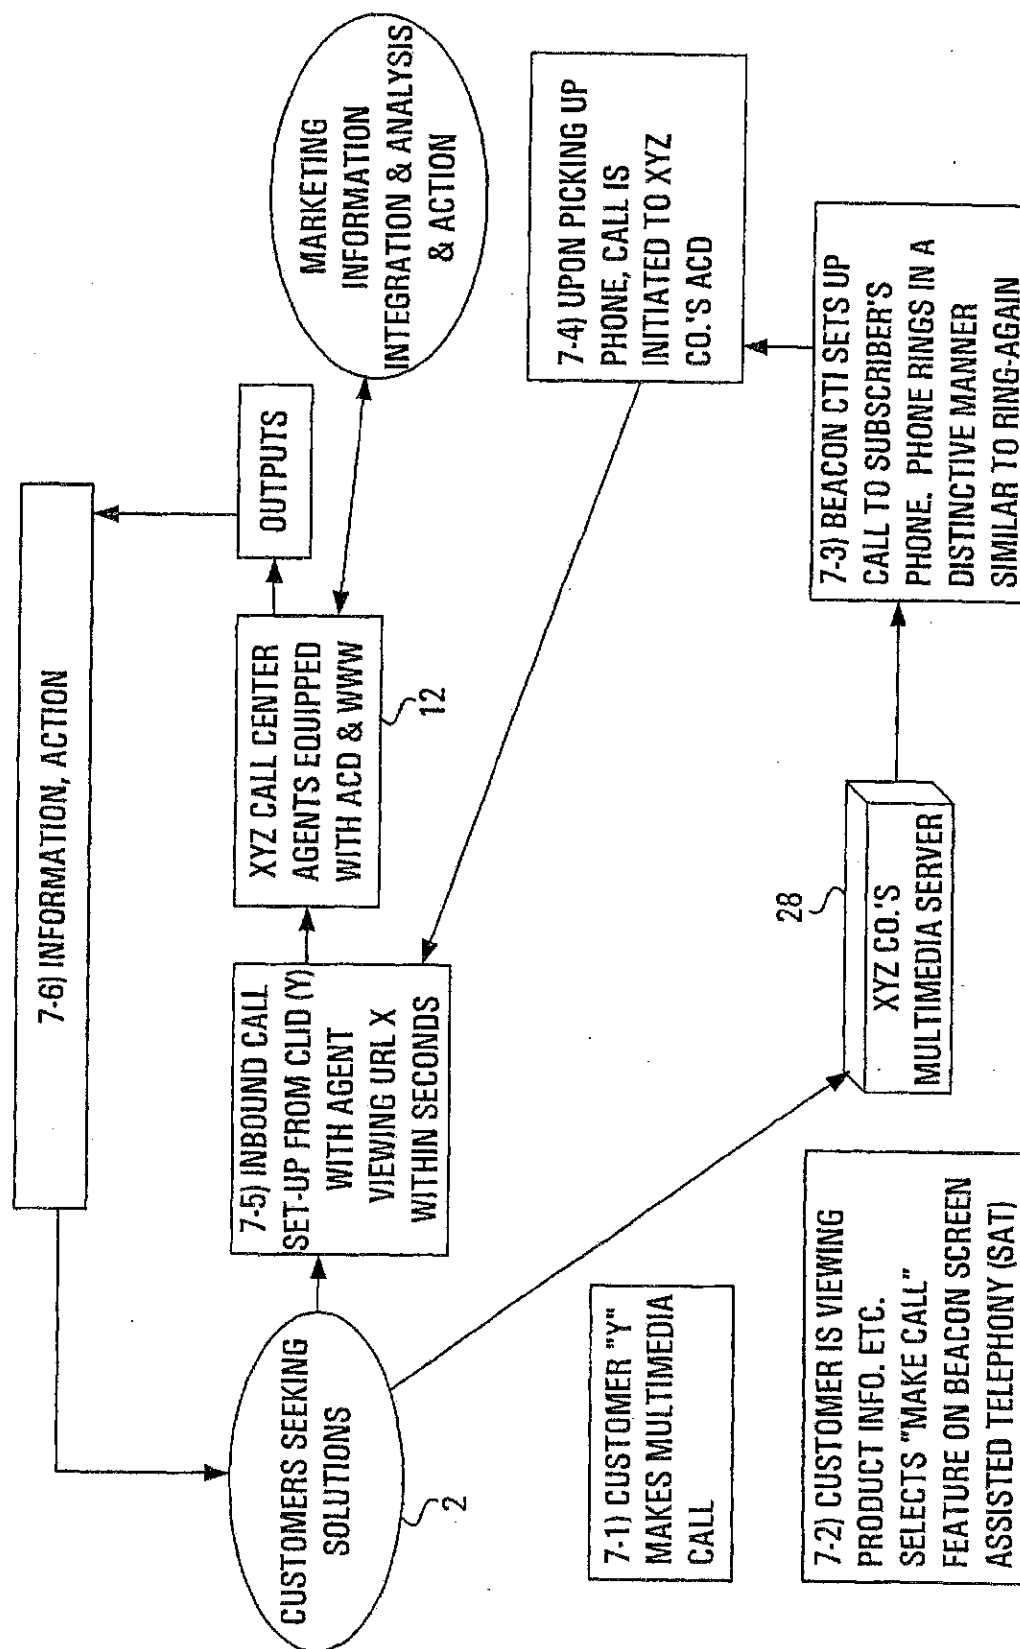 7-6) INFORMATION, ACTION
CUSTOMERS SEEKING
SOLUTIONS
2
7-5) INBOUND CALL
SET-UP FROM CLID (Y)
WITH AGENT
VIEWING URL X
WITHIN SECONDS
XYZ CALL CENTER
AGENTS EQUIPPED
WITH ACD & WWW
12
OUTPUTS
MARKETING
INFORMATION
INTEGRATION & ANALYSIS
& ACTION
7-1) CUSTOMER "Y"
MAKES MULTIMEDIA
CALL
7-4) UPON PICKING UP
PHONE, CALL IS
INITIATED TO XYZ
CO.'S ACD
7-2) CUSTOMER IS VIEWING
PRODUCT INFO. ETC.
SELECTS "MAKE CALL"
FEATURE ON BEACON SCREEN
ASSISTED TELEPHONY (SAT)
28
XYZ CO.'S
MULTIMEDIA SERVER
7-3) BEACON CTI SETS UP
CALL TO SUBSCRIBER'S
PHONE. PHONE RINGS IN A
DISTINCTIVE MANNER
SIMILAR TO RING-AGAIN